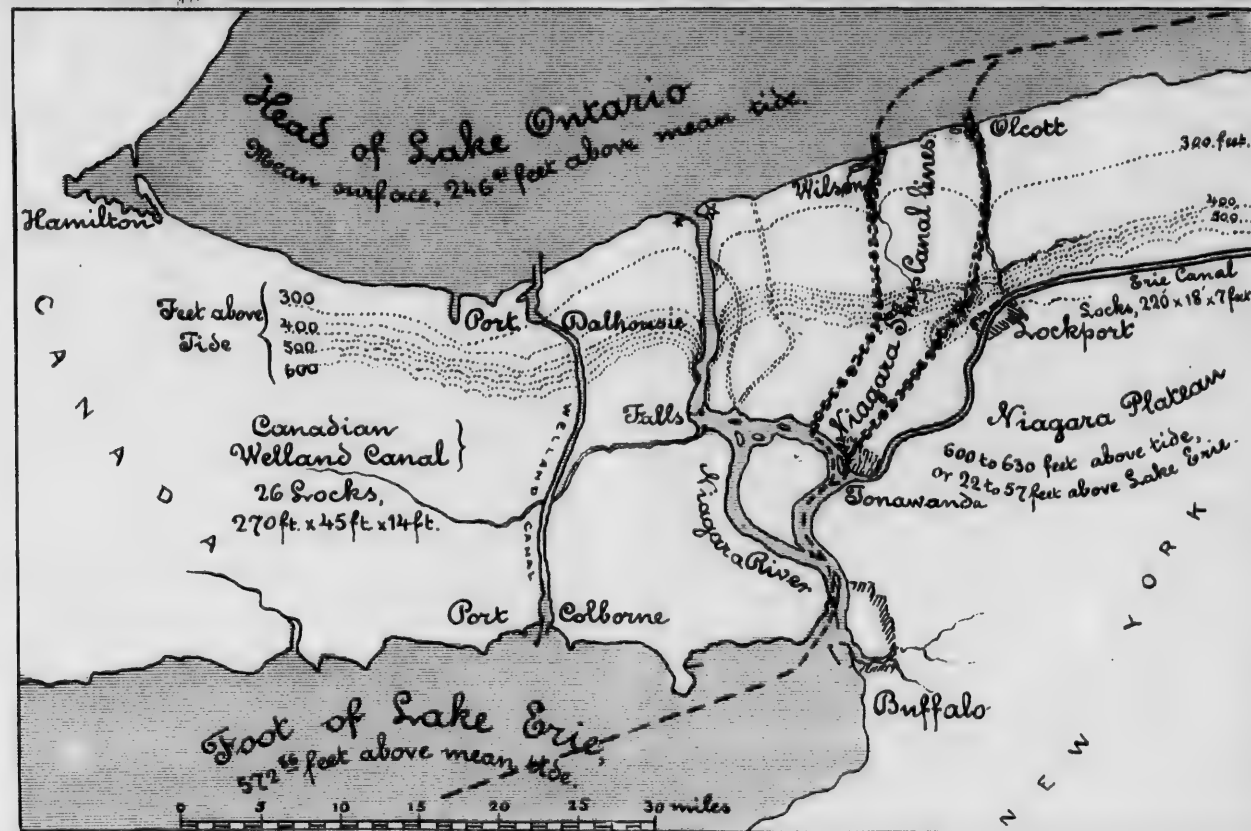 Head of Lake Ontario
Mean surface, 246 feet above mean tide.
Olcott
300 feet.
Wilson
Hamilton
400
500
Niagara Ship Canal lines.
Erie Canal
Locks, 220' x 18' x 7 feet
Lockport
Feet above Tide
300
400
500
600
Port Dalhousie
CANADA
WELLAND CANAL
Falls
Niagara Plateau
600 to 630 feet above tide,
or 22 to 57 feet above Lake Erie.
Canadian
Welland Canal
26 Locks,
270 ft. x 45 ft x 14 ft.
Tonawanda
Niagara River
Port Colborne
Buffalo
NEW YORK
Foot of Lake Erie,
572 feet above mean tide.
0 5 10 15 20 25 30 miles